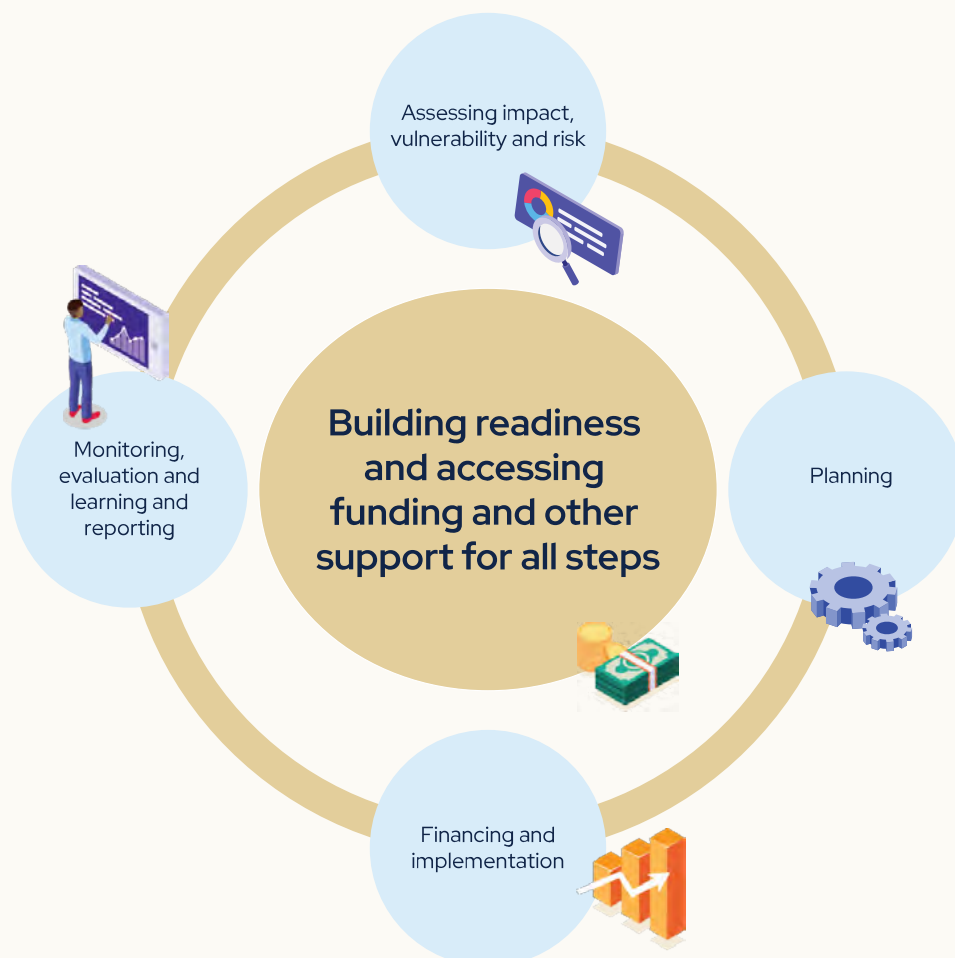 Assessing impact,
vulnerability and risk
Monitoring,
evaluation and
learning and
reporting
Building readiness
and accessing
funding and other
support for all steps
Planning
Financing and
implementation